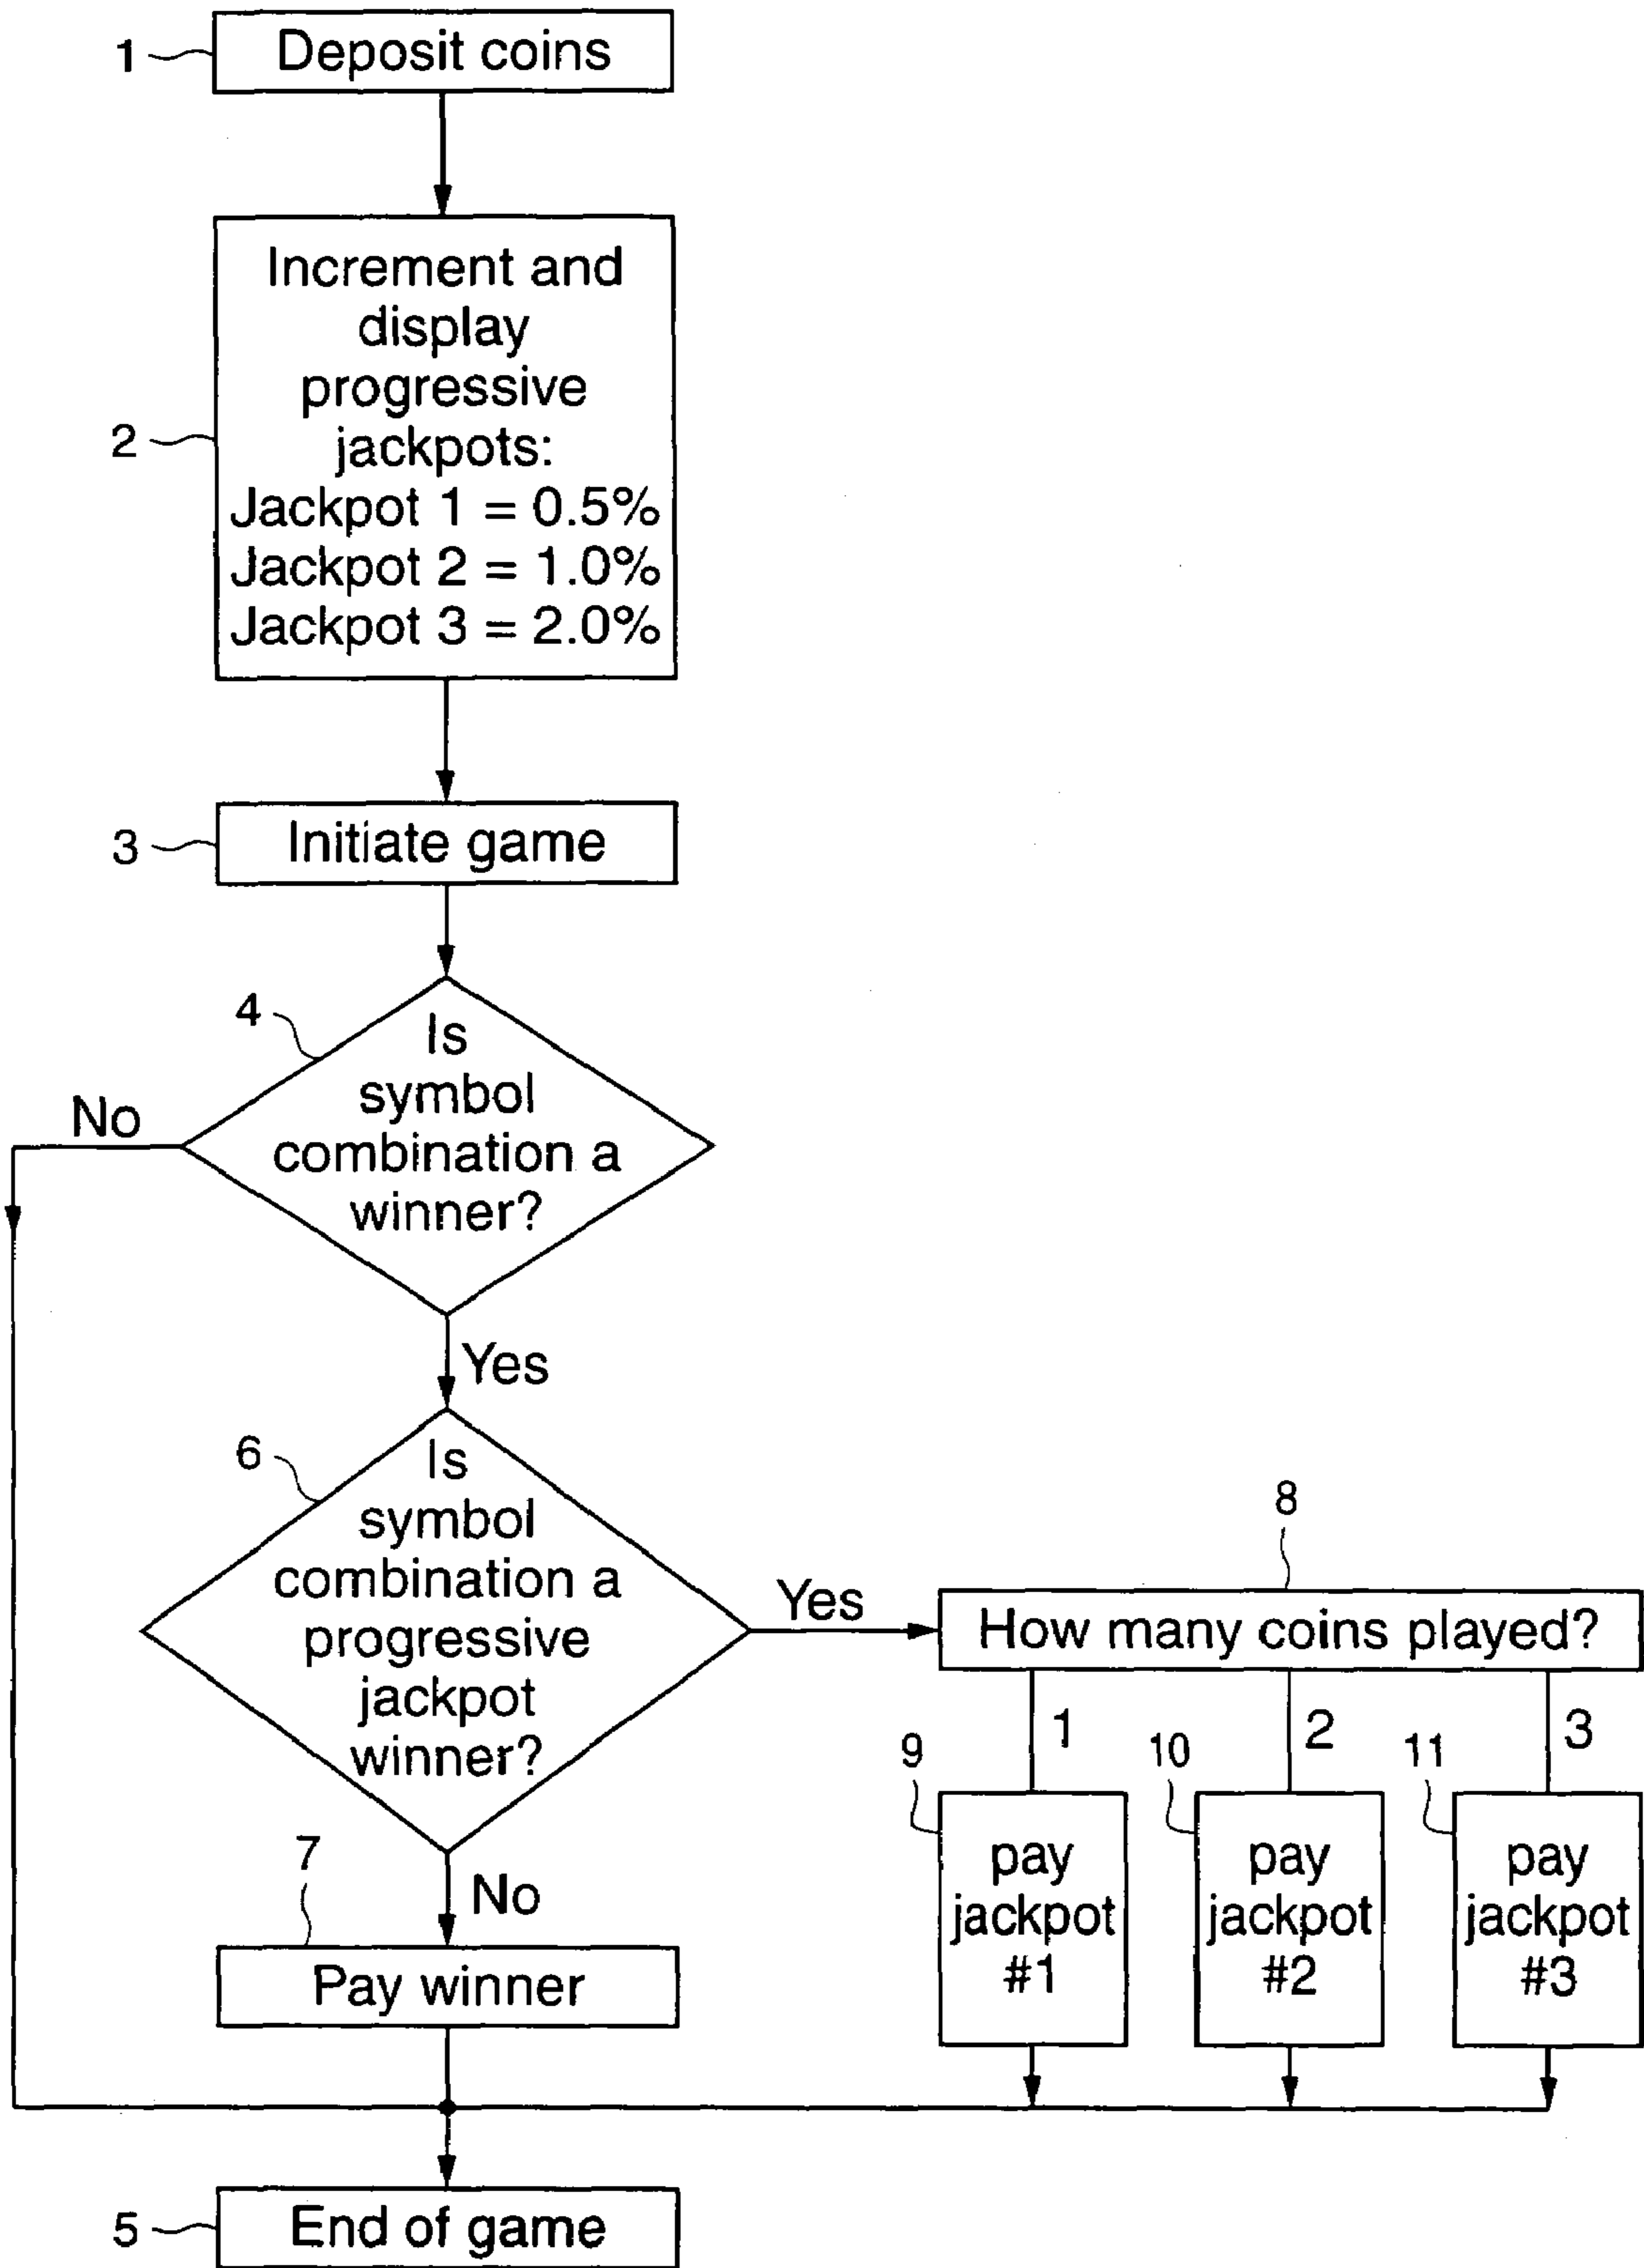 1
Deposit coins
2
Increment and
display
progressive
jackpots:
Jackpot 1 = 0.5%
Jackpot 2 = 1.0%
Jackpot 3 = 2.0%
3
Initiate game
4
Is
symbol
combination a
winner?
No
Yes
6
Is
symbol
combination a
progressive
jackpot
winner?
Yes
8
How many coins played?
1
2
3
9
pay
jackpot
#1
10
pay
jackpot
#2
11
pay
jackpot
#3
No
7
Pay winner
5
End of game